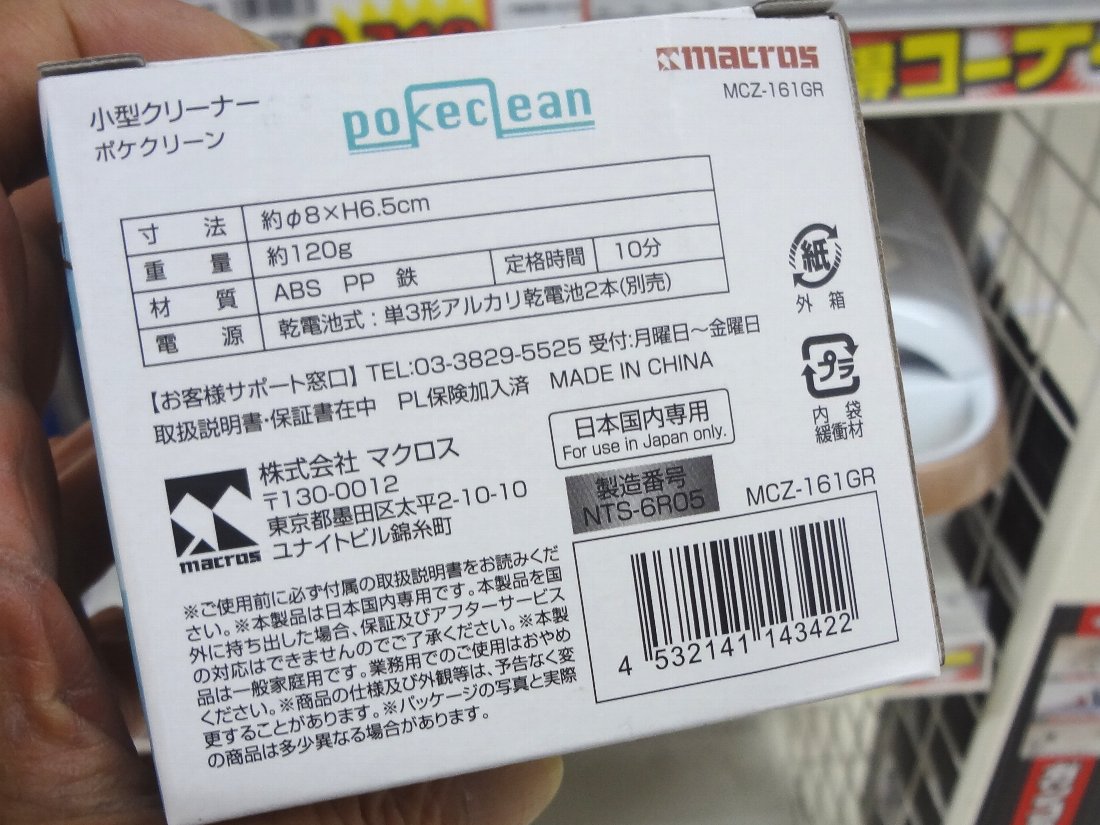 得コーナー
macros
MCZ-161GR
小型クリーナー
ポケクリーン
pokeclean
寸法 約φ8×H6.5cm
重量 約120g
材質 ABS PP 鉄 定格時間 10分
電源 乾電池式:単3形アルカリ乾電池2本(別売)
【お客様サポート窓口】TEL:03-3829-5525 受付:月曜日〜金曜日
取扱説明書・保証書在中 PL保険加入済 MADE IN CHINA
紙
外箱
プラ
内袋
緩衝材
日本国内専用
For use in Japan only.
製造番号
NTS-6R05
macros
株式会社 マクロス
〒130-0012
東京都墨田区太平2-10-10
ユナイトビル錦糸町
※ご使用前に必ず付属の取扱説明書をお読みくだ
さい。※本製品は日本国内専用です。本製品を国
外に持ち出した場合、保証及びアフターサービス
の対応はできませんのでご了承ください。※本製
品は一般家庭用です。業務用でのご使用はおやめ
ください。※商品の仕様及び外観等は、予告なく変
更することがあります。※パッケージの写真と実際
の商品は多少異なる場合があります。
MCZ-161GR
4 532141 143422